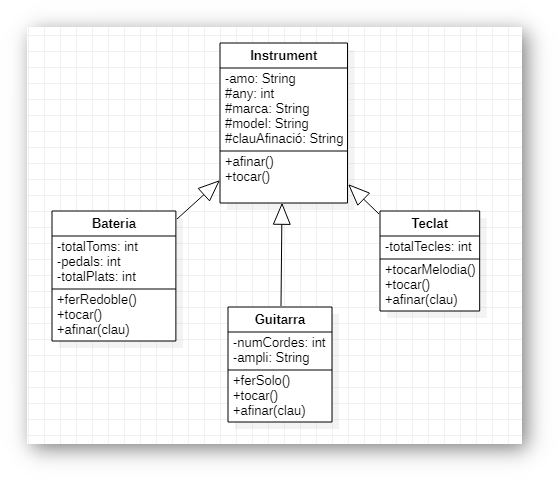 Instrument
-amo: String
#any: int
#marca: String
#model: String
#clauAfinació: String
+afinar()
+tocar()
Bateria
-totalToms: int
-pedals: int
-totalPlats: int
+ferRedoble()
+tocar()
+afinar(clau)
Guitarra
-numCordes: int
-ampli: String
+ferSolo()
+tocar()
+afinar(clau)
Teclat
-totalTecles: int
+tocarMelodia()
+tocar()
+afinar(clau)